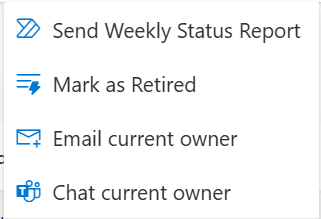 Send Weekly Status Report
Mark as Retired
Email current owner
Chat current owner